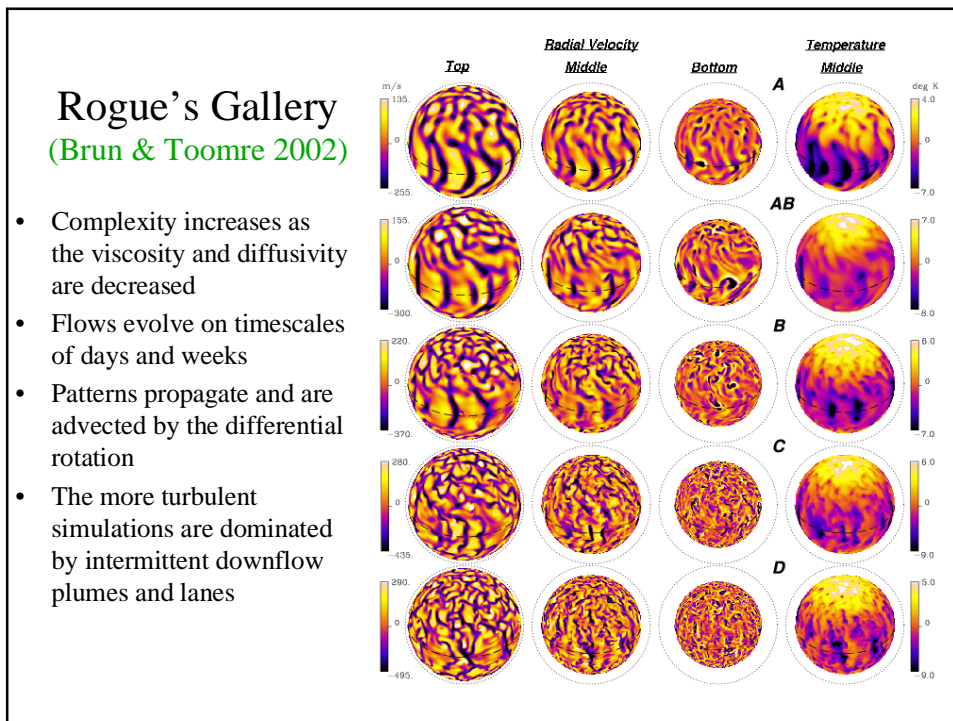 Rogue's Gallery
(Brun & Toomre 2002)
• Complexity increases as
the viscosity and diffusivity
are decreased
• Flows evolve on timescales
of days and weeks
• Patterns propagate and are
advected by the differential
rotation
• The more turbulent
simulations are dominated
by intermittent downflow
plumes and lanes
Radial Velocity
Temperature
Top
Middle
Bottom
Middle
A
m/s
135.
0
-255.
deg K
4.0
0
-7.0
AB
155.
0
-300.
7.0
0
-8.0
B
220.
0
-370.
6.0
0
-7.0
C
280.
0
-435.
6.0
0
-9.0
D
290.
0
-495.
5.0
0
-9.0